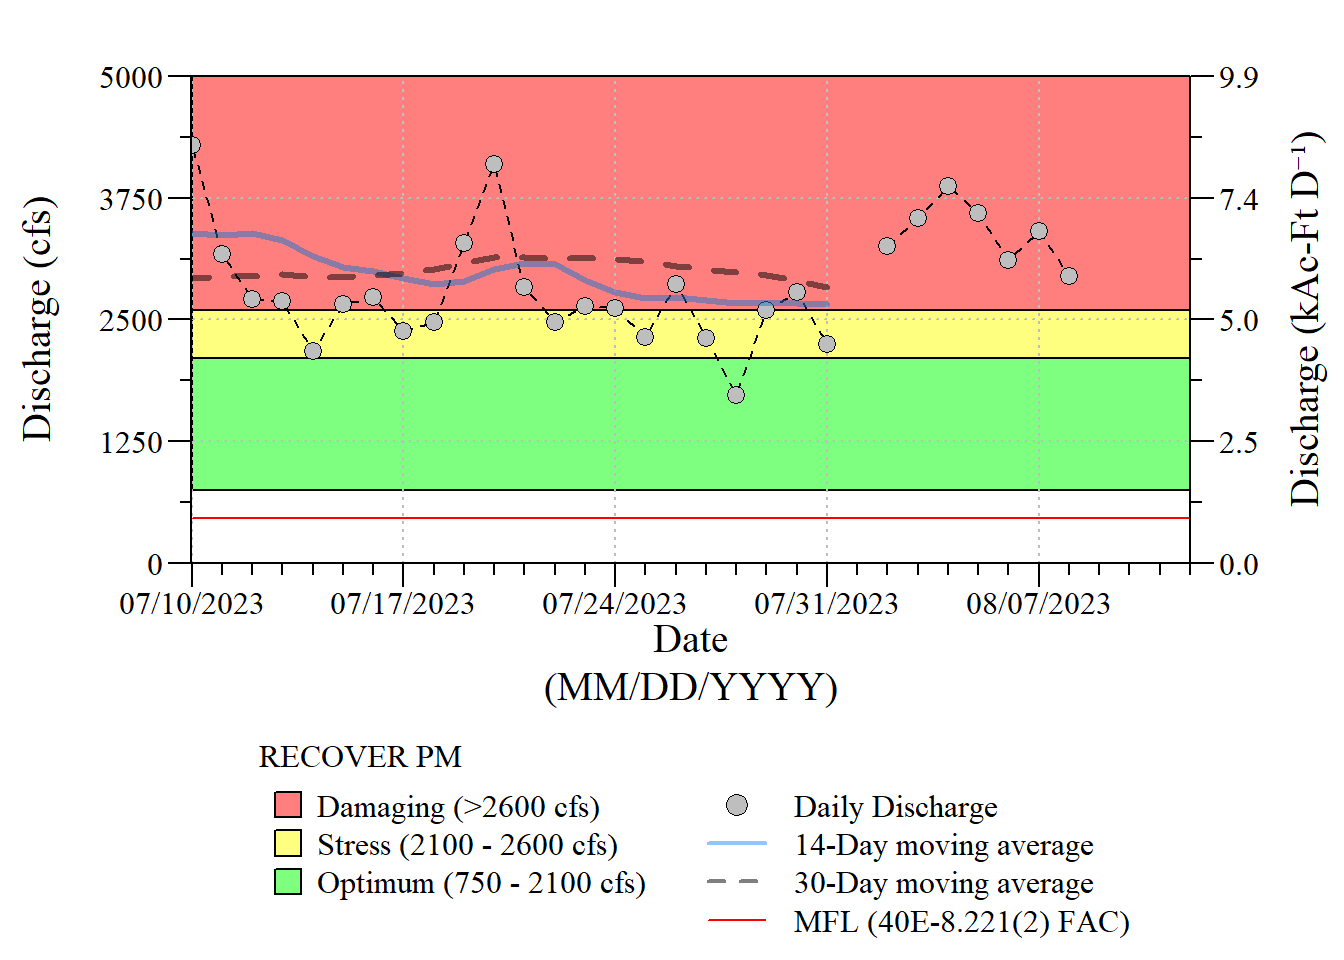 5000
3750
2500
1250
0
9.9
7.4
5.0
2.5
0.0
Discharge (cfs)
Discharge (kAc-Ft D⁻¹)
07/10/2023 07/17/2023 07/24/2023 07/31/2023 08/07/2023
Date
(MM/DD/YYYY)
RECOVER PM
Damaging (>2600 cfs)
Stress (2100 - 2600 cfs)
Optimum (750 - 2100 cfs)
Daily Discharge
14-Day moving average
30-Day moving average
MFL (40E-8.221(2) FAC)